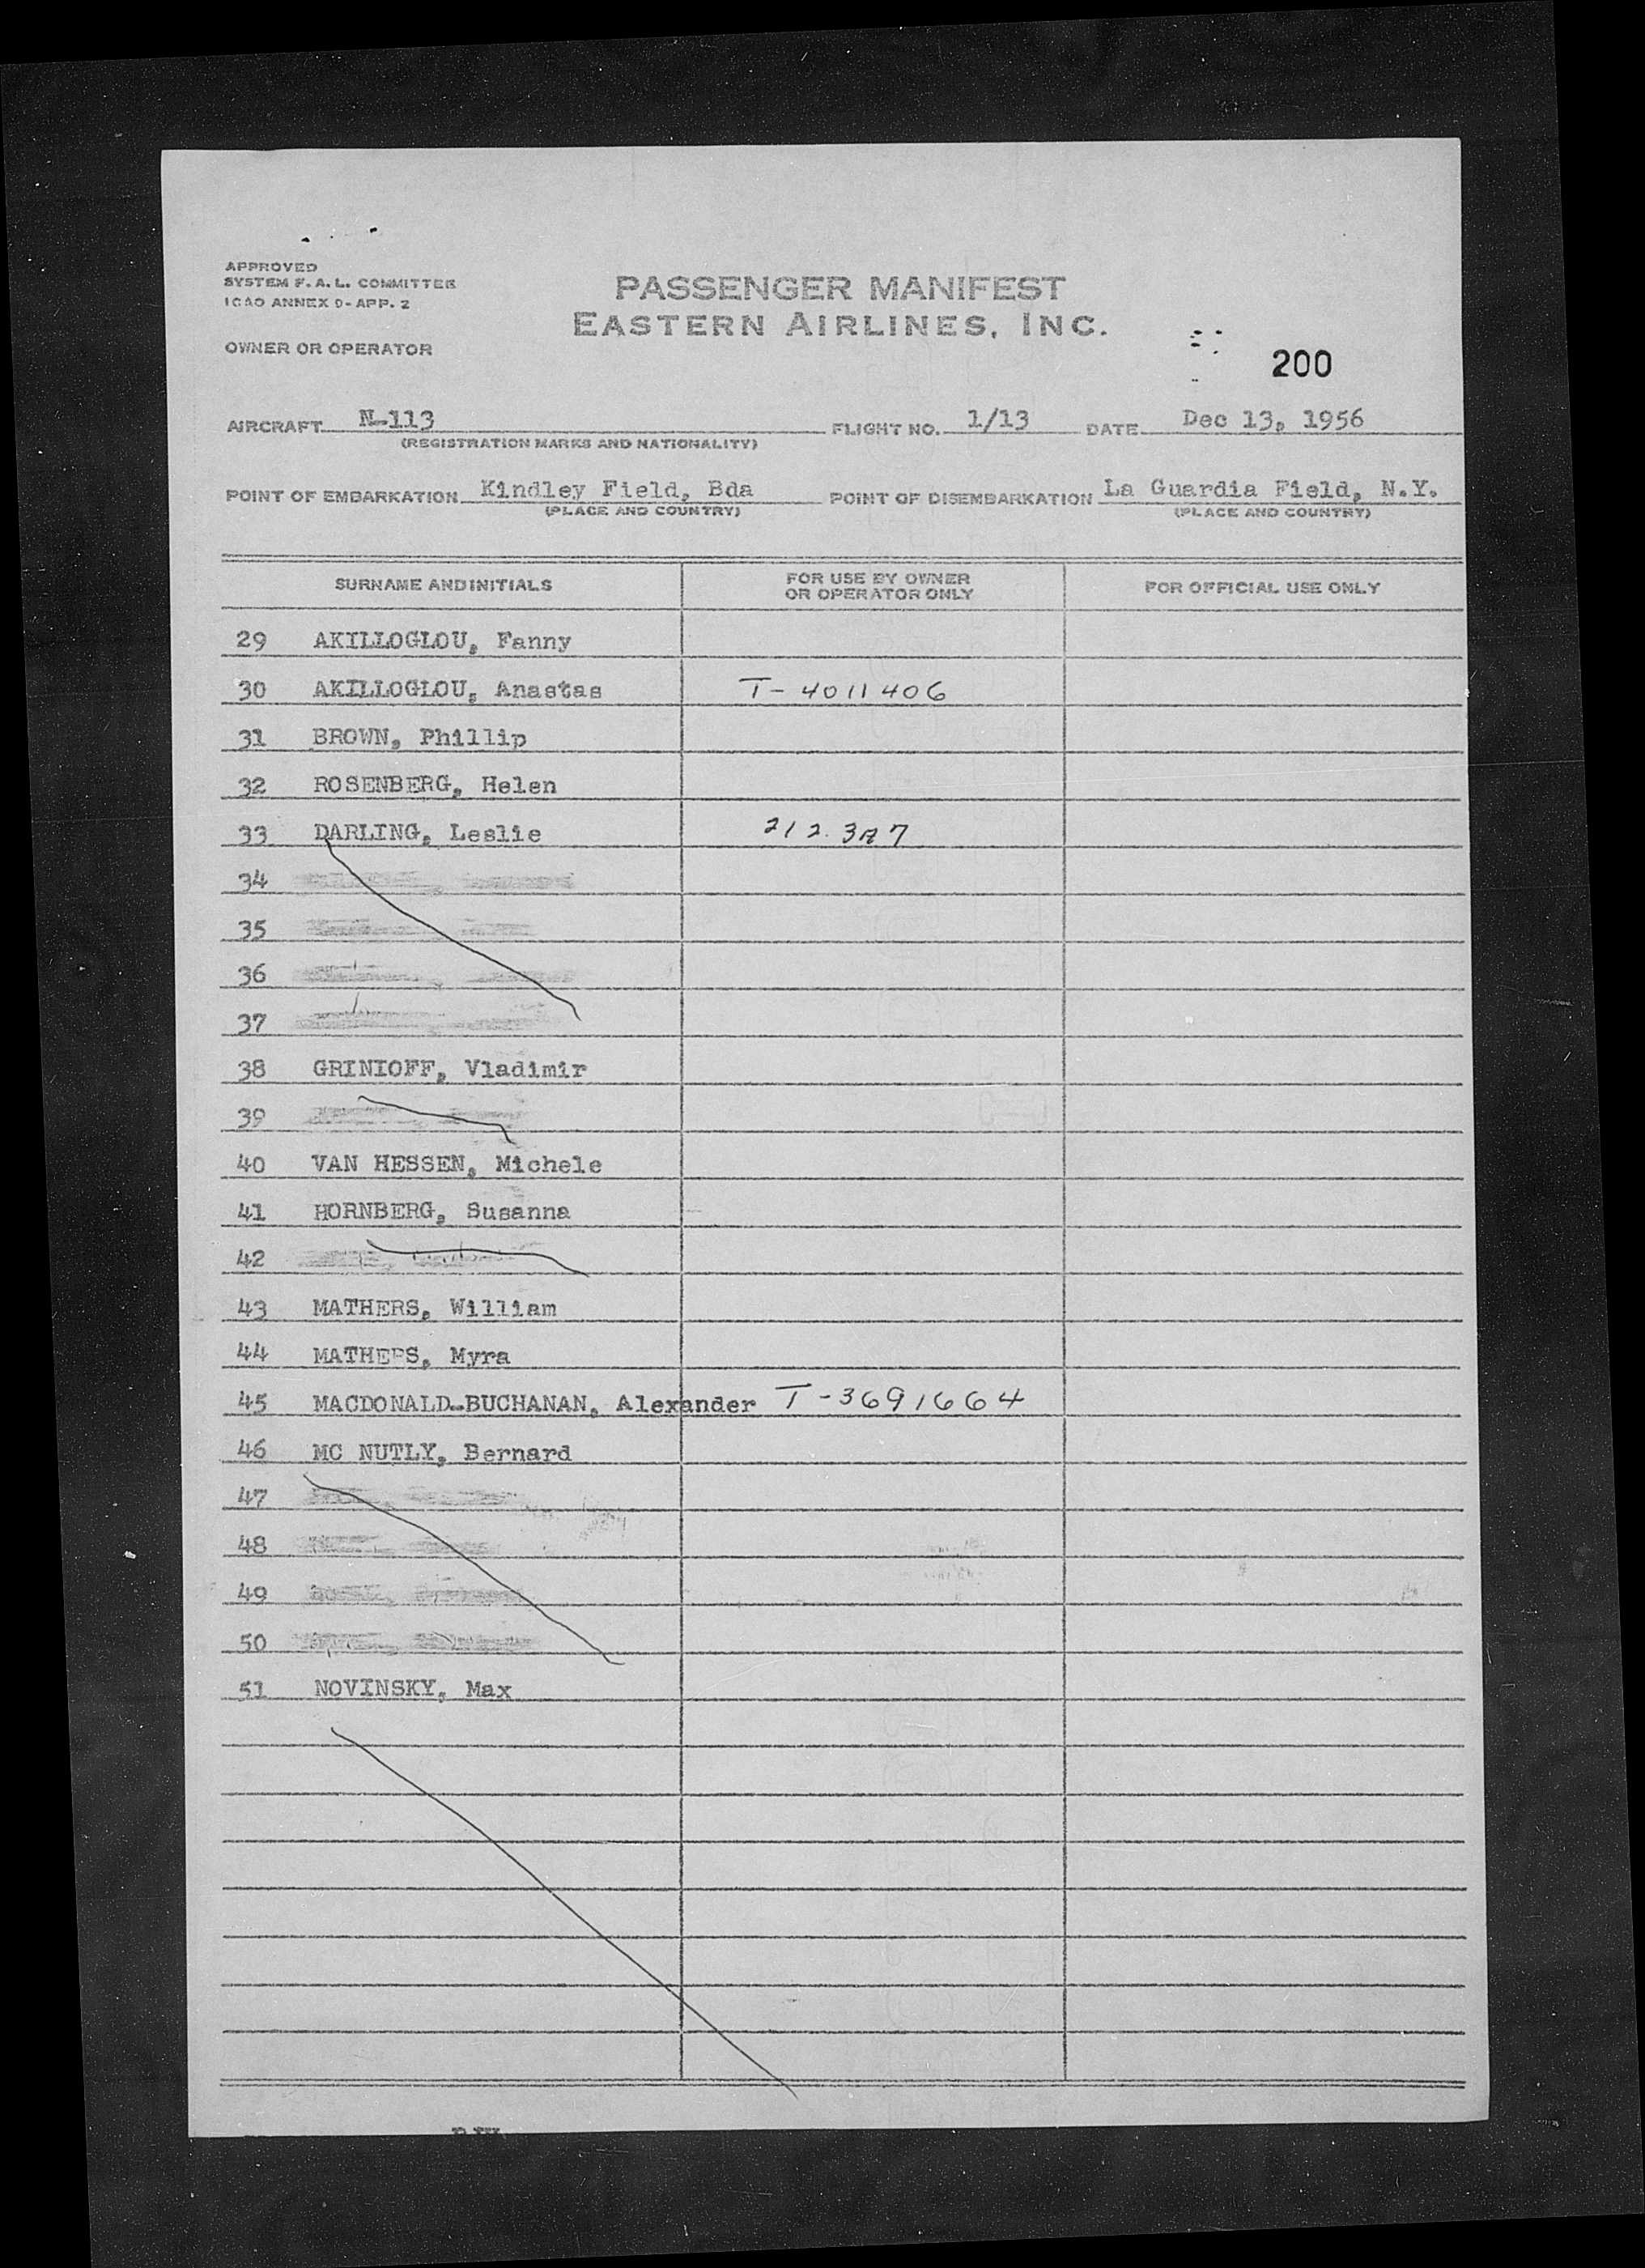 APPROVED
SYSTEM F. A. L. COMMITTEE
ICAO ANNEX 9 - APP. 2
PASSENGER MANIFEST
EASTERN AIRLINES, INC.
OWNER OR OPERATOR
200
AIRCRAFT N-113 FLIGHT NO. 1/13 DATE Dec 13, 1956
(REGISTRATION MARKS AND NATIONALITY)
POINT OF EMBARKATION Kindley Field, Bda POINT OF DISEMBARKATION La Guardia Field, N.Y.
(PLACE AND COUNTRY) (PLACE AND COUNTRY)
SURNAME AND INITIALS FOR USE BY OWNER OR OPERATOR ONLY FOR OFFICIAL USE ONLY
29 AKILLOGLOU, Fanny
30 AKILLOGLOU, Anastas T-4011406
31 BROWN, Phillip
32 ROSENBERG, Helen
33 DARLING, Leslie
34
35
36
37
38 GRINIOFF, Vladimir
39
40 VAN HESSEN, Michele
41 HORNBERG, Susanna
42
43 MATHERS, William
44 MATHERS, Myra
45 MACDONALD-BUCHANAN, Alexander T-3691664
46 MC NUTLY, Bernard
47
48
49
50
51 NOVINSKY, Max